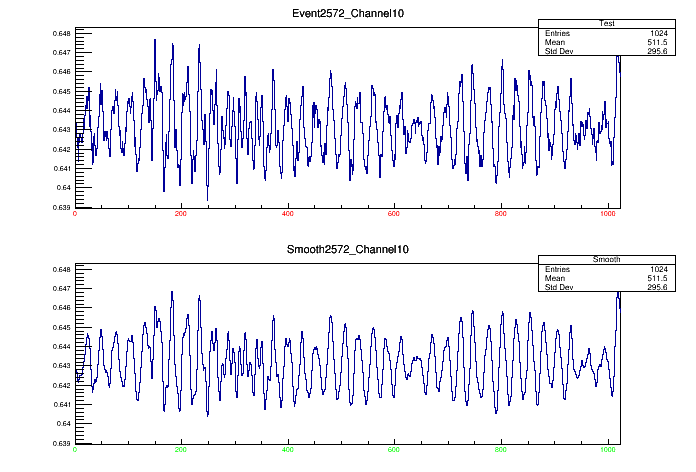 Event2572_Channel10
Test
Entries 1024
Mean 511.5
Std Dev 295.6
0.648
0.647
0.646
0.645
0.644
0.643
0.642
0.641
0.64
0.639
0 200 400 600 800 1000
Smooth2572_Channel10
Smooth
Entries 1024
Mean 511.5
Std Dev 295.6
0.648
0.647
0.646
0.645
0.644
0.643
0.642
0.641
0.64
0.639
0 200 400 600 800 1000